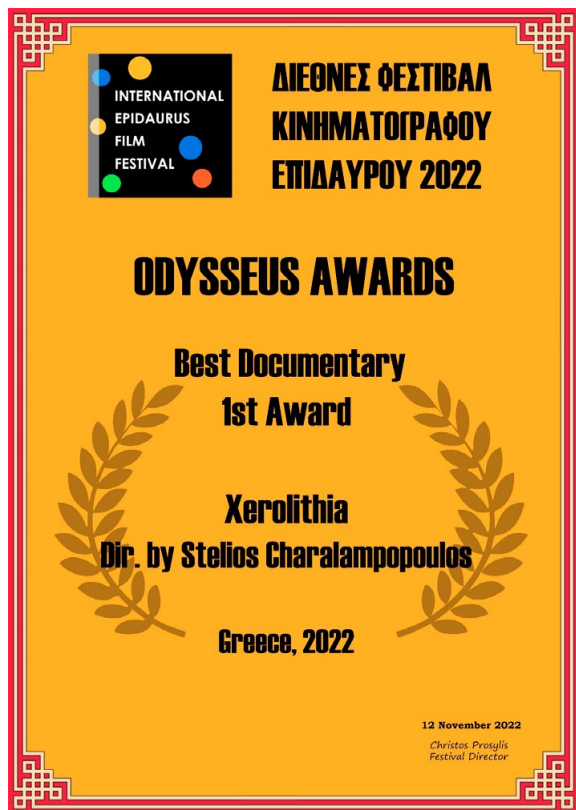 INTERNATIONAL
EPIDAURUS
FILM
FESTIVAL
ΔΙΕΘΝΕΣ ΦΕΣΤΙΒΑΛ
ΚΙΝΗΜΑΤΟΓΡΑΦΟΥ
ΕΠΙΔΑΥΡΟΥ 2022
ODYSSEUS AWARDS
Best Documentary
1st Award
Xerolithia
Dir. by Stelios Charalampopoulos
Greece, 2022
12 November 2022
Christos Prosylis
Festival Director